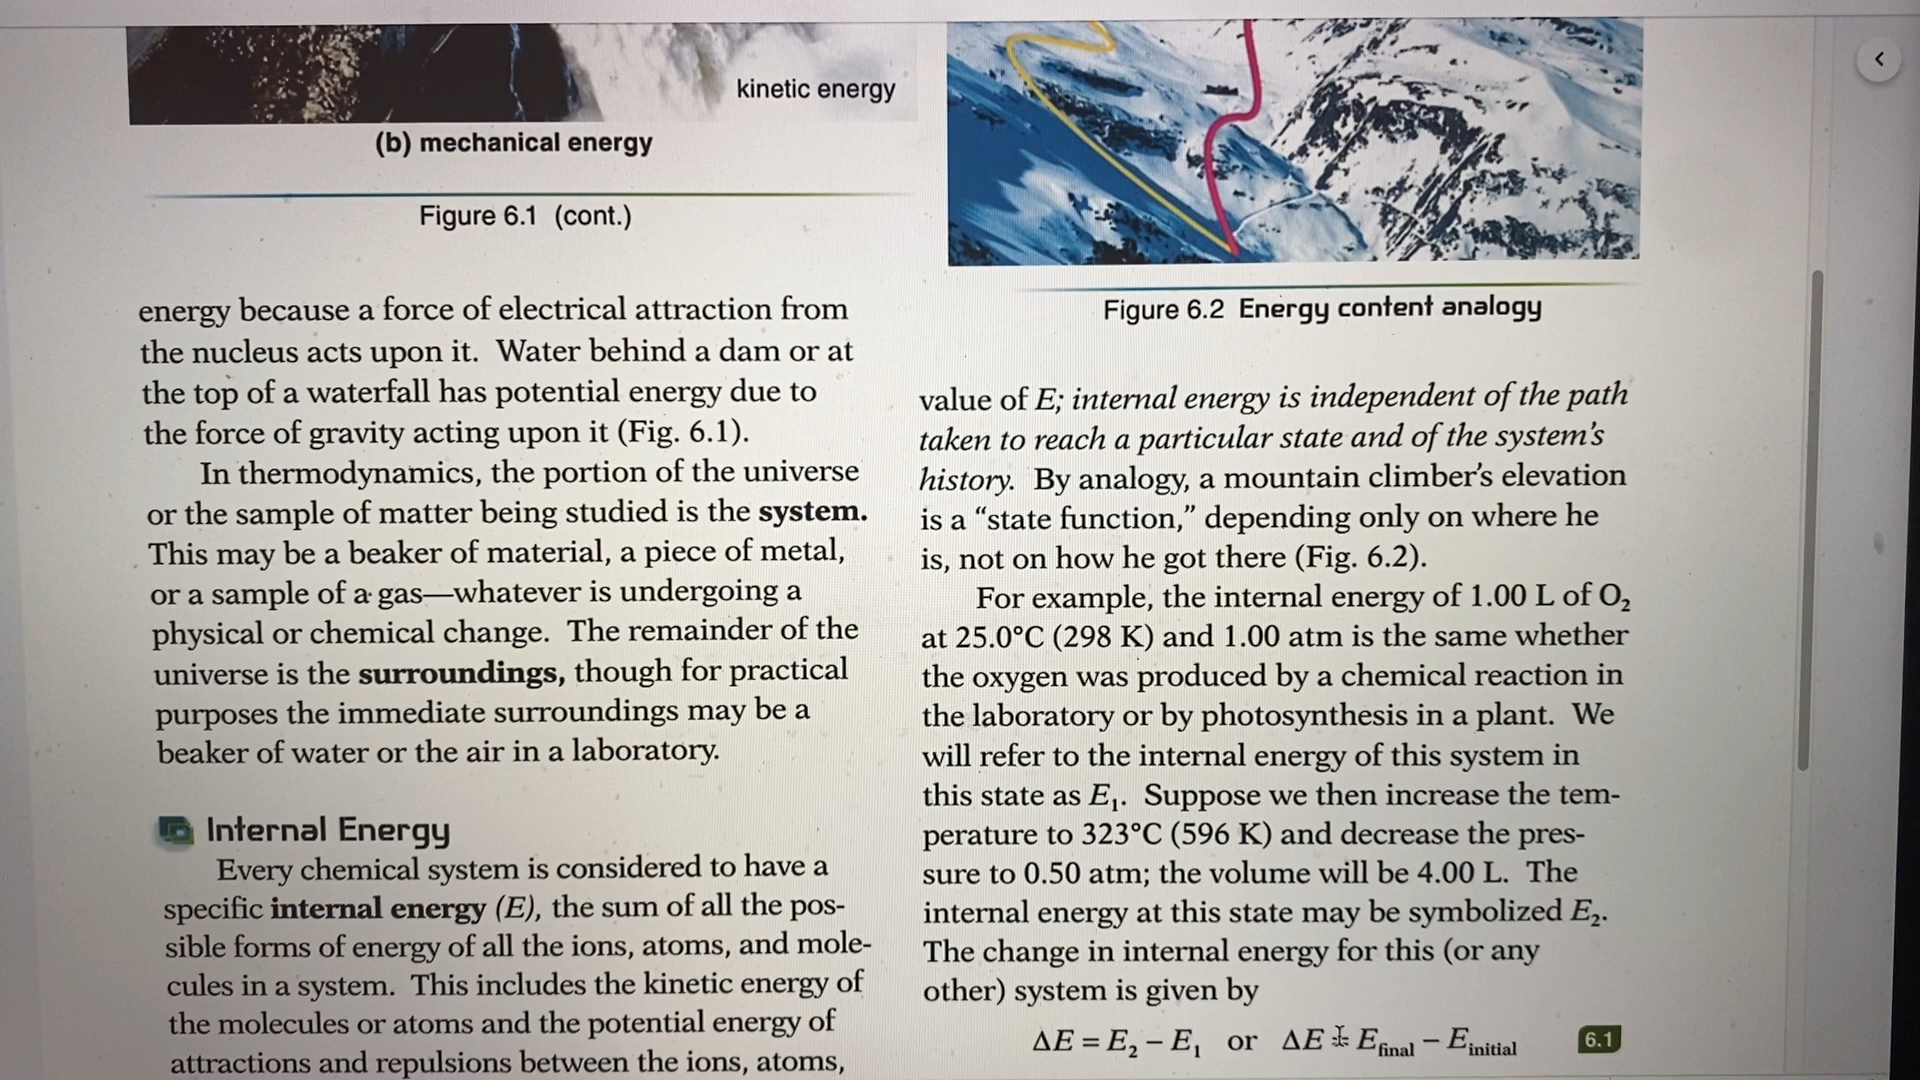 kinetic energy
(b) mechanical energy
Figure 6.1 (cont.)
energy because a force of electrical attraction from
the nucleus acts upon it. Water behind a dam or at
the top of a waterfall has potential energy due to
the force of gravity acting upon it (Fig. 6.1).
In thermodynamics, the portion of the universe
or the sample of matter being studied is the system.
This may be a beaker of material, a piece of metal,
or a sample of a gas—whatever is undergoing a
physical or chemical change. The remainder of the
universe is the surroundings, though for practical
purposes the immediate surroundings may be a
beaker of water or the air in a laboratory.
Internal Energy
Every chemical system is considered to have a
specific internal energy (E), the sum of all the pos-
sible forms of energy of all the ions, atoms, and mole-
cules in a system. This includes the kinetic energy of
the molecules or atoms and the potential energy of
attractions and repulsions between the ions, atoms,
Figure 6.2 Energy content analogy
value of E; internal energy is independent of the path
taken to reach a particular state and of the system's
history. By analogy, a mountain climber's elevation
is a “state function,” depending only on where he
is, not on how he got there (Fig. 6.2).
For example, the internal energy of 1.00 L of O₂
at 25.0°C (298 K) and 1.00 atm is the same whether
the oxygen was produced by a chemical reaction in
the laboratory or by photosynthesis in a plant. We
will refer to the internal energy of this system in
this state as E₁. Suppose we then increase the tem-
perature to 323°C (596 K) and decrease the pres-
sure to 0.50 atm; the volume will be 4.00 L. The
internal energy at this state may be symbolized E₂.
The change in internal energy for this (or any
other) system is given by
ΔE = E₂ − E₁ or ΔE = E_final − E_initial 6.1